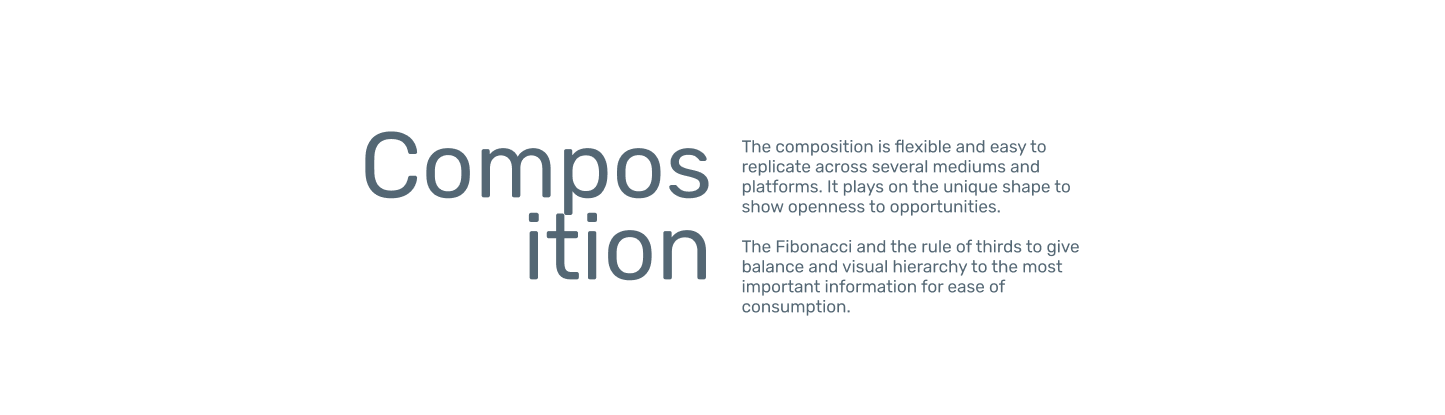 Compos
ition
The composition is flexible and easy to
replicate across several mediums and
platforms. It plays on the unique shape to
show openness to opportunities.
The Fibonacci and the rule of thirds to give
balance and visual hierarchy to the most
important information for ease of
consumption.